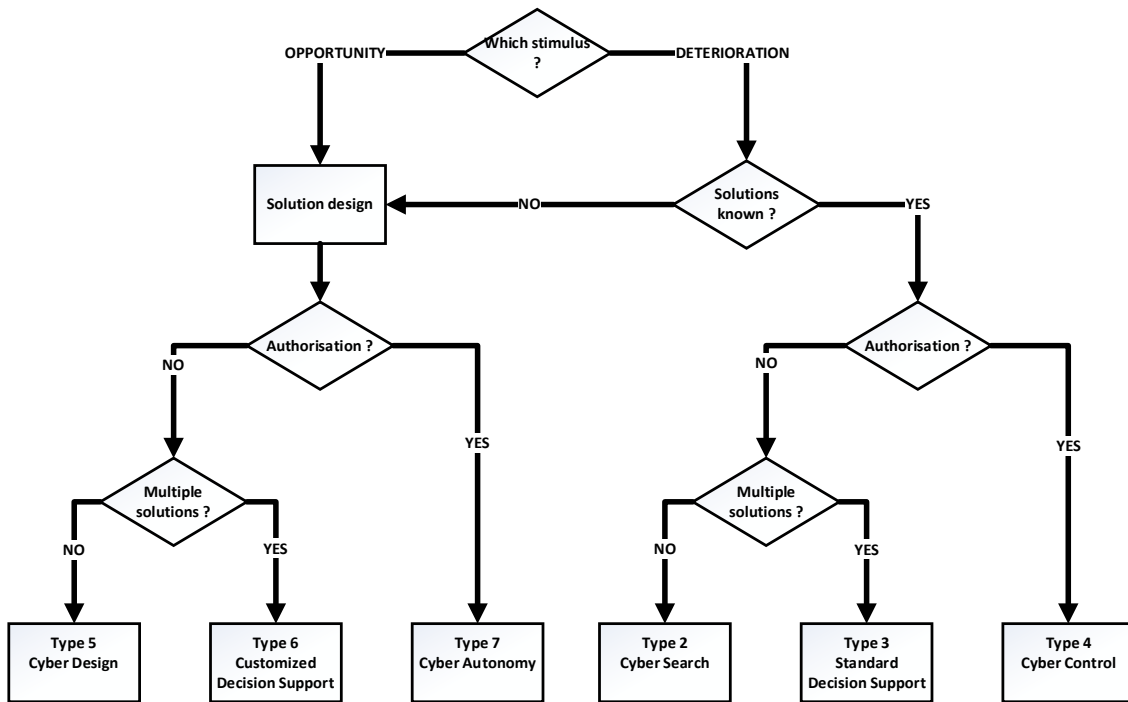 Which stimulus
?
OPPORTUNITY
DETERIORATION
Solution design
NO
Solutions
known ?
YES
Authorisation ?
NO
YES
Authorisation ?
NO
YES
Multiple
solutions ?
NO
YES
Multiple
solutions ?
NO
YES
Type 5
Cyber Design
Type 6
Customized
Decision Support
Type 7
Cyber Autonomy
Type 2
Cyber Search
Type 3
Standard
Decision Support
Type 4
Cyber Control